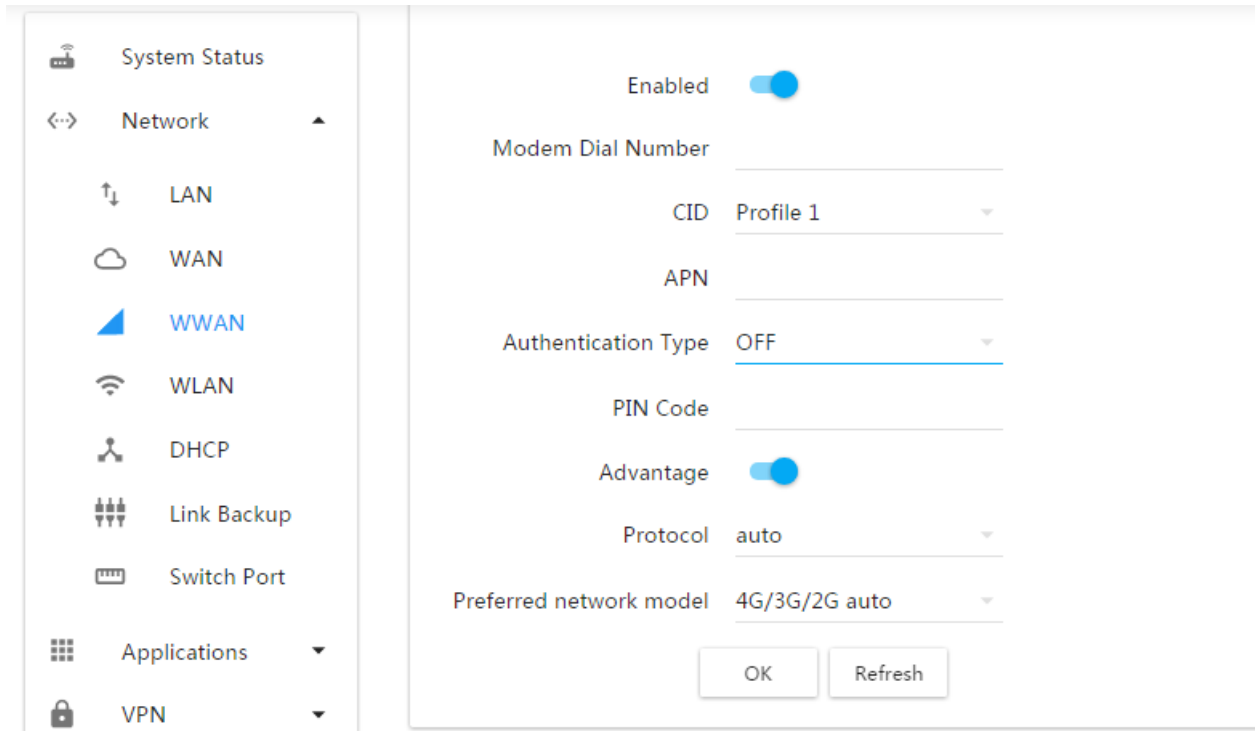 System Status
Network
LAN
WAN
WWAN
WLAN
DHCP
Link Backup
Switch Port
Applications
VPN
Enabled
Modem Dial Number
CID Profile 1
APN
Authentication Type OFF
PIN Code
Advantage
Protocol auto
Preferred network model 4G/3G/2G auto
OK Refresh